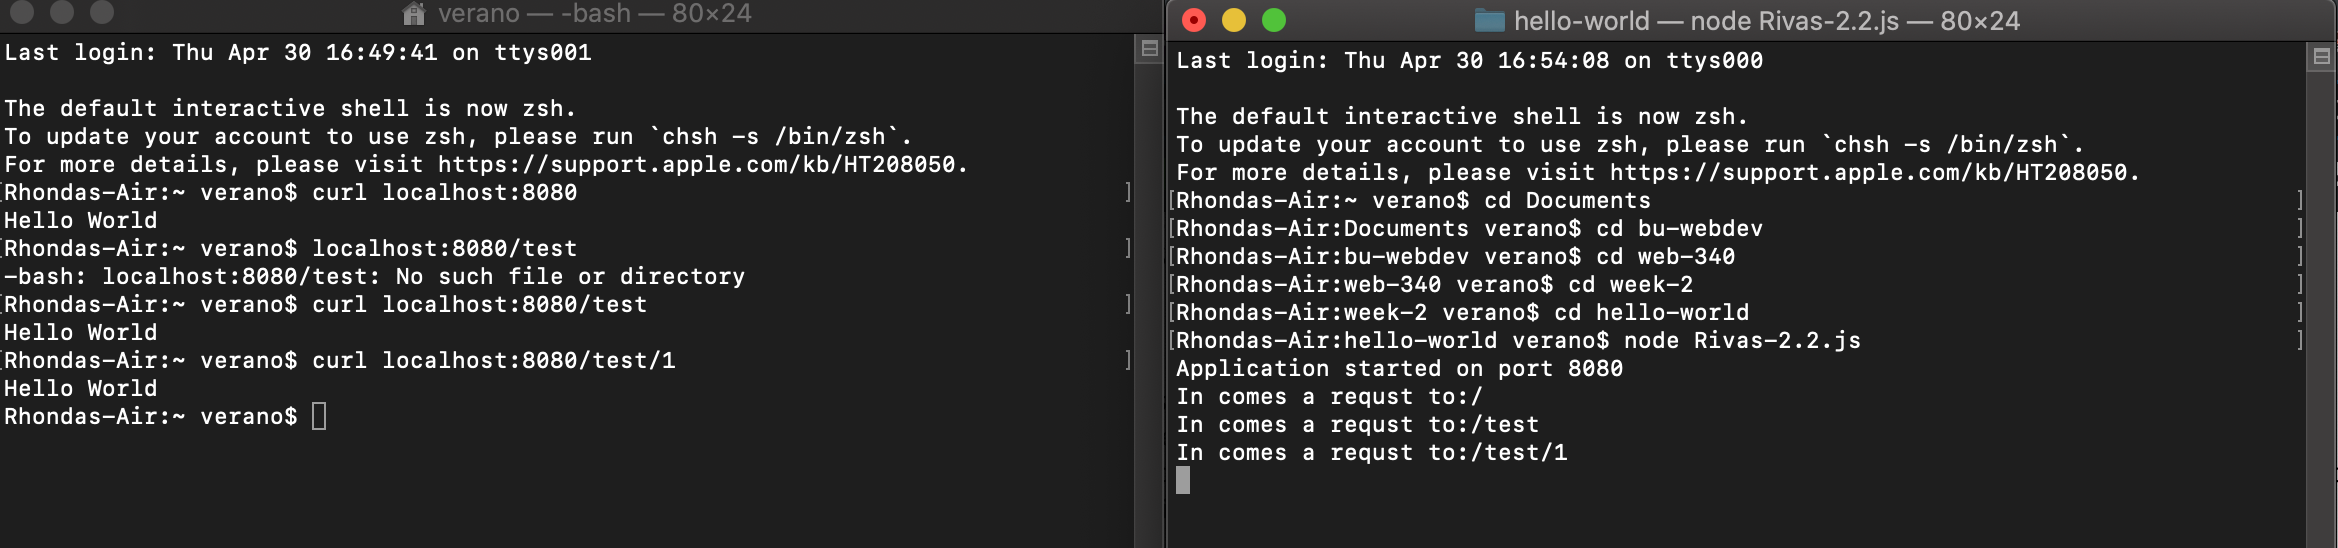 verano — -bash — 80×24
Last login: Thu Apr 30 16:49:41 on ttys001
The default interactive shell is now zsh.
To update your account to use zsh, please run `chsh -s /bin/zsh`.
For more details, please visit https://support.apple.com/kb/HT208050.
[Rhondas-Air:~ verano$ curl localhost:8080 ]
Hello World
[Rhondas-Air:~ verano$ localhost:8080/test ]
-bash: localhost:8080/test: No such file or directory
[Rhondas-Air:~ verano$ curl localhost:8080/test ]
Hello World
[Rhondas-Air:~ verano$ curl localhost:8080/test/1 ]
Hello World
Rhondas-Air:~ verano$
hello-world — node Rivas-2.2.js — 80×24
Last login: Thu Apr 30 16:54:08 on ttys000
The default interactive shell is now zsh.
To update your account to use zsh, please run `chsh -s /bin/zsh`.
For more details, please visit https://support.apple.com/kb/HT208050.
[Rhondas-Air:~ verano$ cd Documents ]
[Rhondas-Air:Documents verano$ cd bu-webdev ]
[Rhondas-Air:bu-webdev verano$ cd web-340 ]
[Rhondas-Air:web-340 verano$ cd week-2 ]
[Rhondas-Air:week-2 verano$ cd hello-world ]
[Rhondas-Air:hello-world verano$ node Rivas-2.2.js ]
Application started on port 8080
In comes a requst to:/
In comes a requst to:/test
In comes a requst to:/test/1